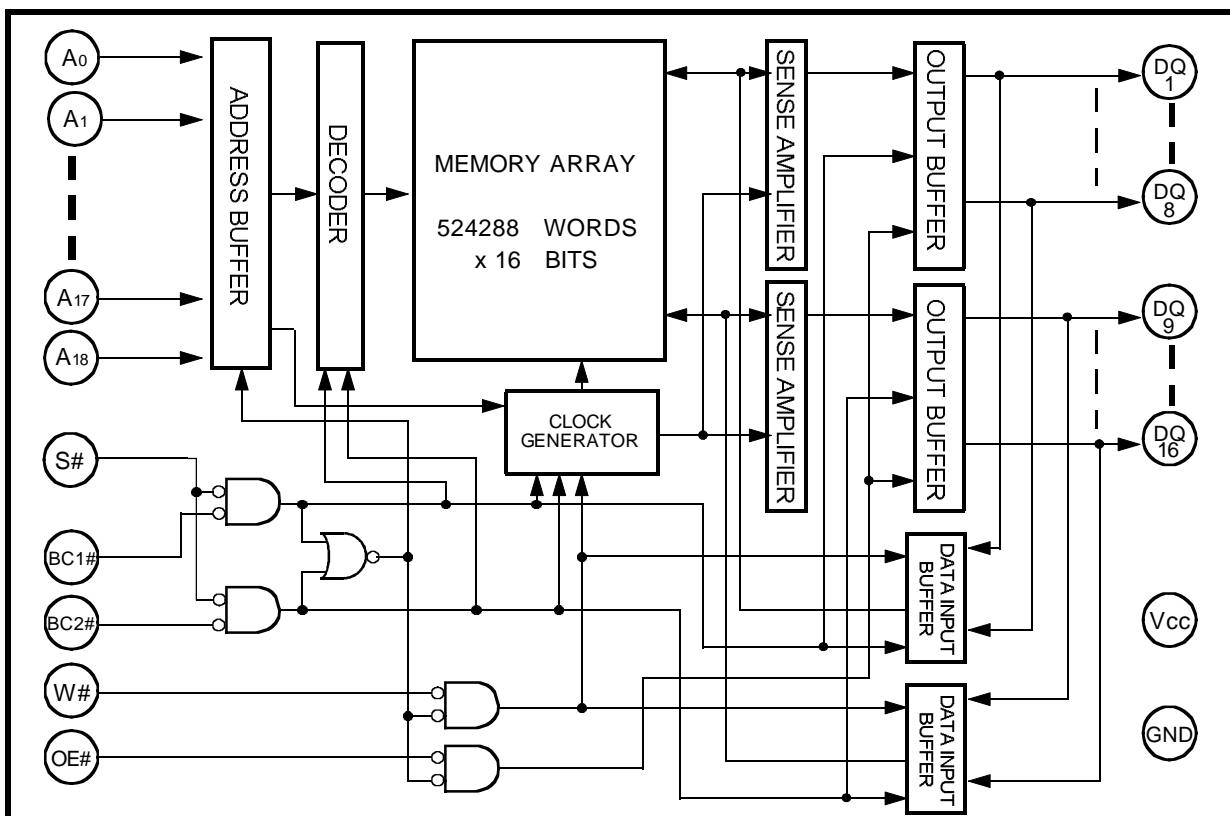 A0
A1
A17
A18
S#
BC1#
BC2#
W#
OE#
ADDRESS BUFFER
DECODER
MEMORY ARRAY
524288 WORDS
x 16 BITS
CLOCK
GENERATOR
SENSE AMPLIFIER
SENSE AMPLIFIER
OUTPUT BUFFER
OUTPUT BUFFER
DATA INPUT
BUFFER
DATA INPUT
BUFFER
DQ
1
DQ
8
DQ
9
DQ
16
Vcc
GND